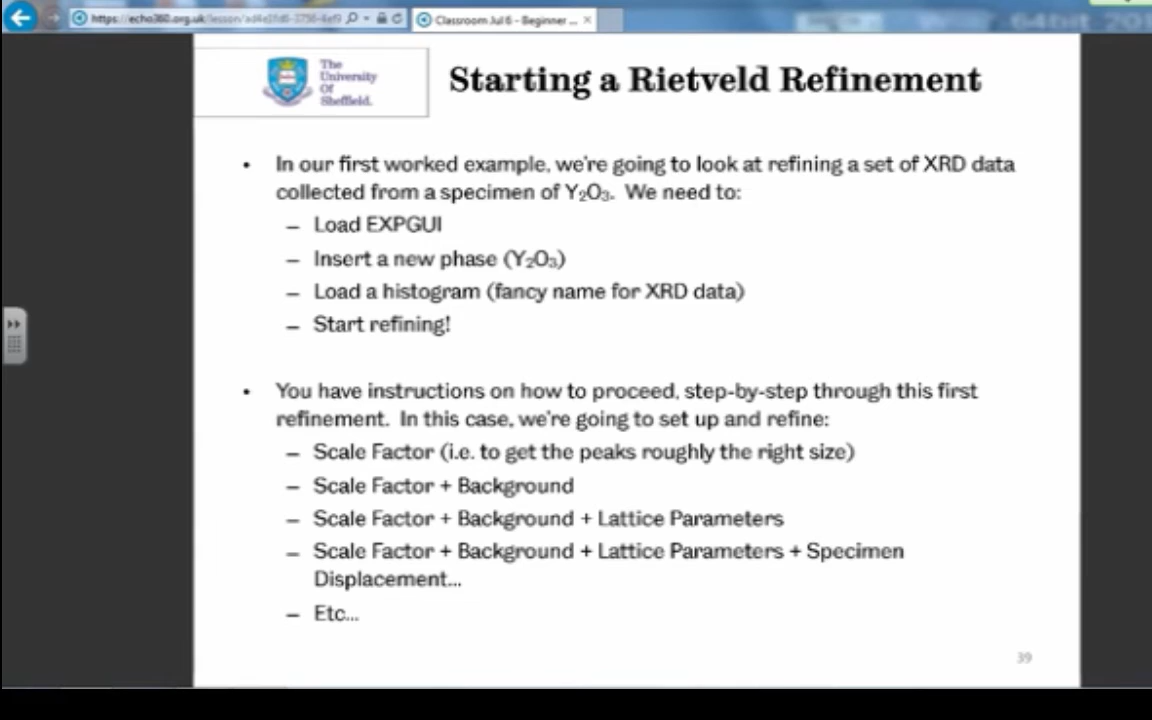 Classroom Jul 6 - Beginner ...
64bit
The
University
Of
Sheffield.
Starting a Rietveld Refinement
• In our first worked example, we're going to look at refining a set of XRD data
collected from a specimen of Y₂O₃. We need to:
– Load EXPGUI
– Insert a new phase (Y₂O₃)
– Load a histogram (fancy name for XRD data)
– Start refining!
• You have instructions on how to proceed, step-by-step through this first
refinement. In this case, we're going to set up and refine:
– Scale Factor (i.e. to get the peaks roughly the right size)
– Scale Factor + Background
– Scale Factor + Background + Lattice Parameters
– Scale Factor + Background + Lattice Parameters + Specimen
Displacement...
– Etc...
39